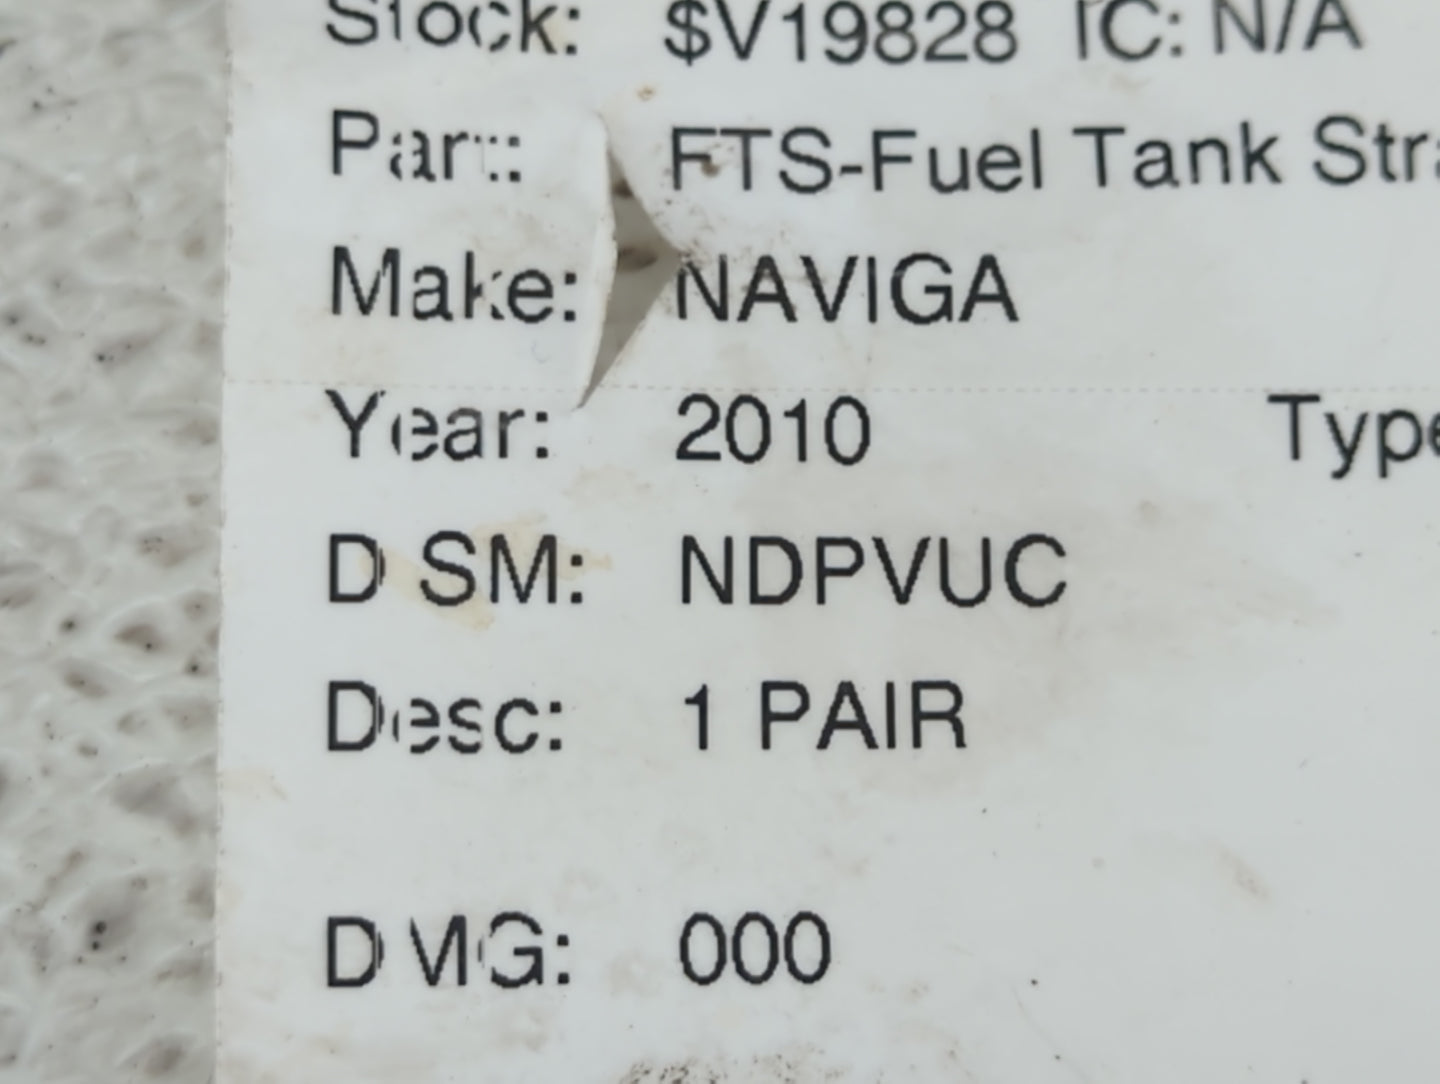 Stock: $V19828 IC: N/A
Part: FTS-Fuel Tank Stra
Make: NAVIGA
Year: 2010 Type
D SM: NDPVUC
Desc: 1 PAIR
DMG: 000